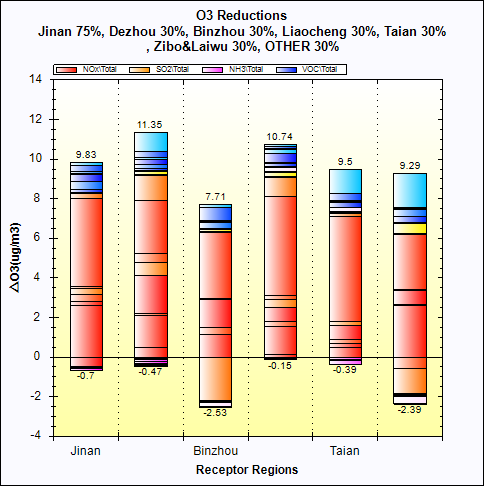 O3 Reductions
Jinan 75%, Dezhou 30%, Binzhou 30%, Liaocheng 30%, Taian 30%
, Zibo&Laiwu 30%, OTHER 30%
NOx\Total SO2\Total NH3\Total VOC\Total
14
12
10
8
6
4
2
0
-2
-4
△O3(ug/m3)
9.83 11.35 7.71 10.74 9.5 9.29
-0.7 -0.47 -2.53 -0.15 -0.39 -2.39
Jinan Binzhou Taian
Receptor Regions